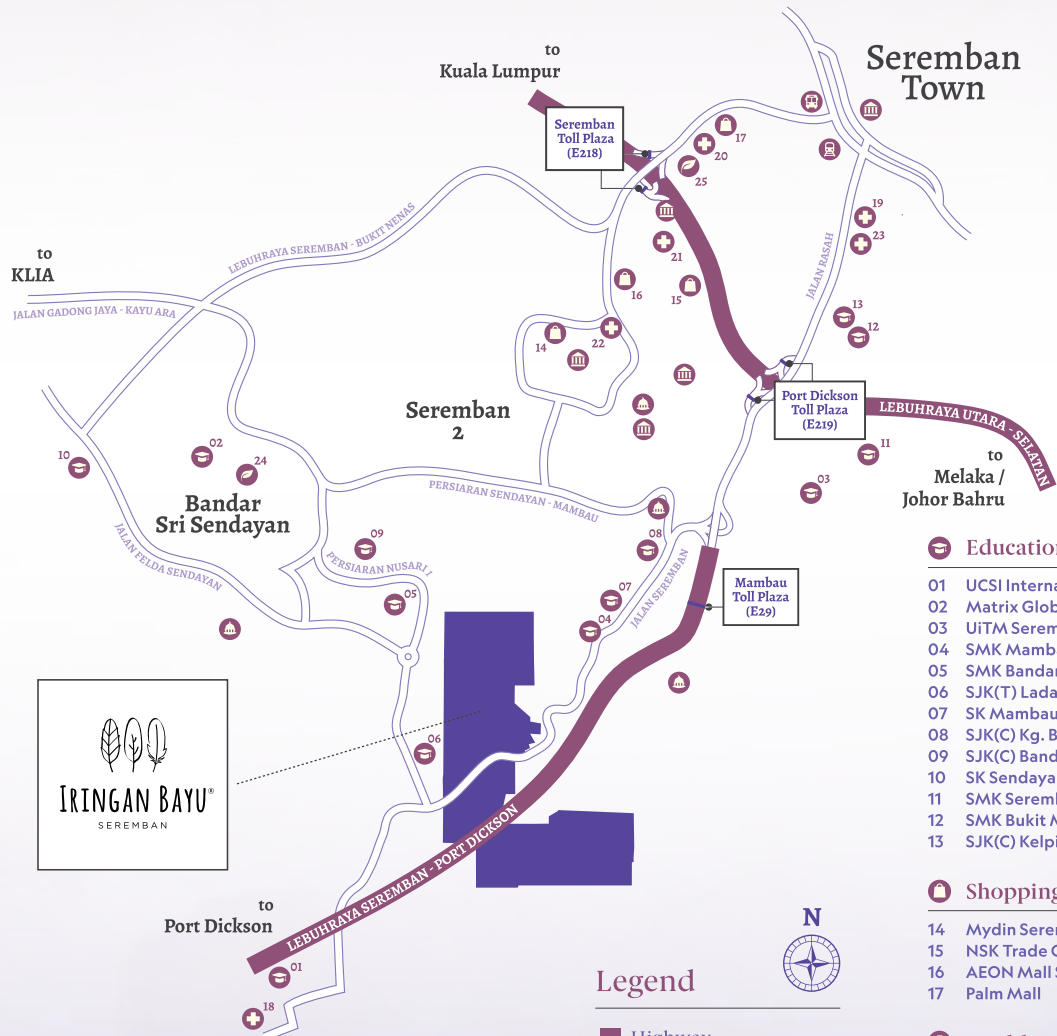 to
Kuala Lumpur
Seremban
Town
Seremban
Toll Plaza
(E218)
17
20
25
19
23
21
LEBUHRAYA SEREMBAN - BUKIT NENAS
to
KLIA
JALAN GADONG JAYA - KAYU ARA
JALAN RASAH
16
15
13
12
14
22
Port Dickson
Toll Plaza
(E219)
LEBUHRAYA UTARA - SELATAN
Seremban
2
11
to
Melaka /
Johor Bahru
10
02
24
03
Bandar
Sri Sendayan
PERSIARAN SENDAYAN - MAMBAU
JALAN FELDA SENDAYAN
09
08
PERSIARAN NUSARI 1
JALAN SEREMBAN
05
07
04
Mambau
Toll Plaza
(E29)
IRINGAN BAYU®
SEREMBAN
06
LEBUHRAYA SEREMBAN - PORT DICKSON
to
Port Dickson
01
18
N
Legend
Highway
Education
01 UCSI Interna
02 Matrix Glob
03 UiTM Serem
04 SMK Mamb
05 SMK Bandar
06 SJK(T) Lada
07 SK Mambau
08 SJK(C) Kg. B
09 SJK(C) Band
10 SK Sendaya
11 SMK Seremb
12 SMK Bukit M
13 SJK(C) Kelpi
Shopping
14 Mydin Serem
15 NSK Trade C
16 AEON Mall S
17 Palm Mall